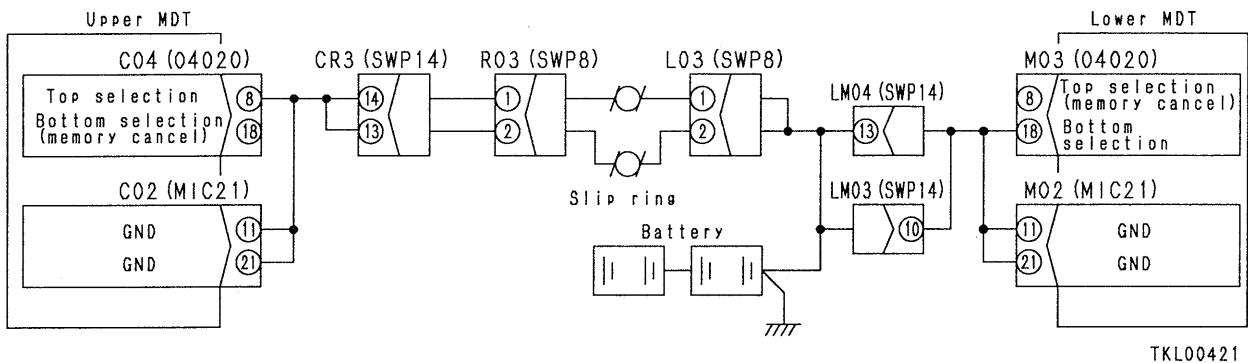 Upper MDT
Lower MDT
C04 (04020)
CR3 (SWP14)
R03 (SWP8)
L03 (SWP8)
M03 (04020)
LM04 (SWP14)
Top selection
8
14
1
1
8
Top selection
(memory cancel)
Bottom selection
(memory cancel)
18
13
2
2
13
18
Bottom
selection
C02 (MIC21)
Slip ring
LM03 (SWP14)
M02 (MIC21)
GND
11
Battery
10
11
GND
GND
21
21
GND
TKL00421